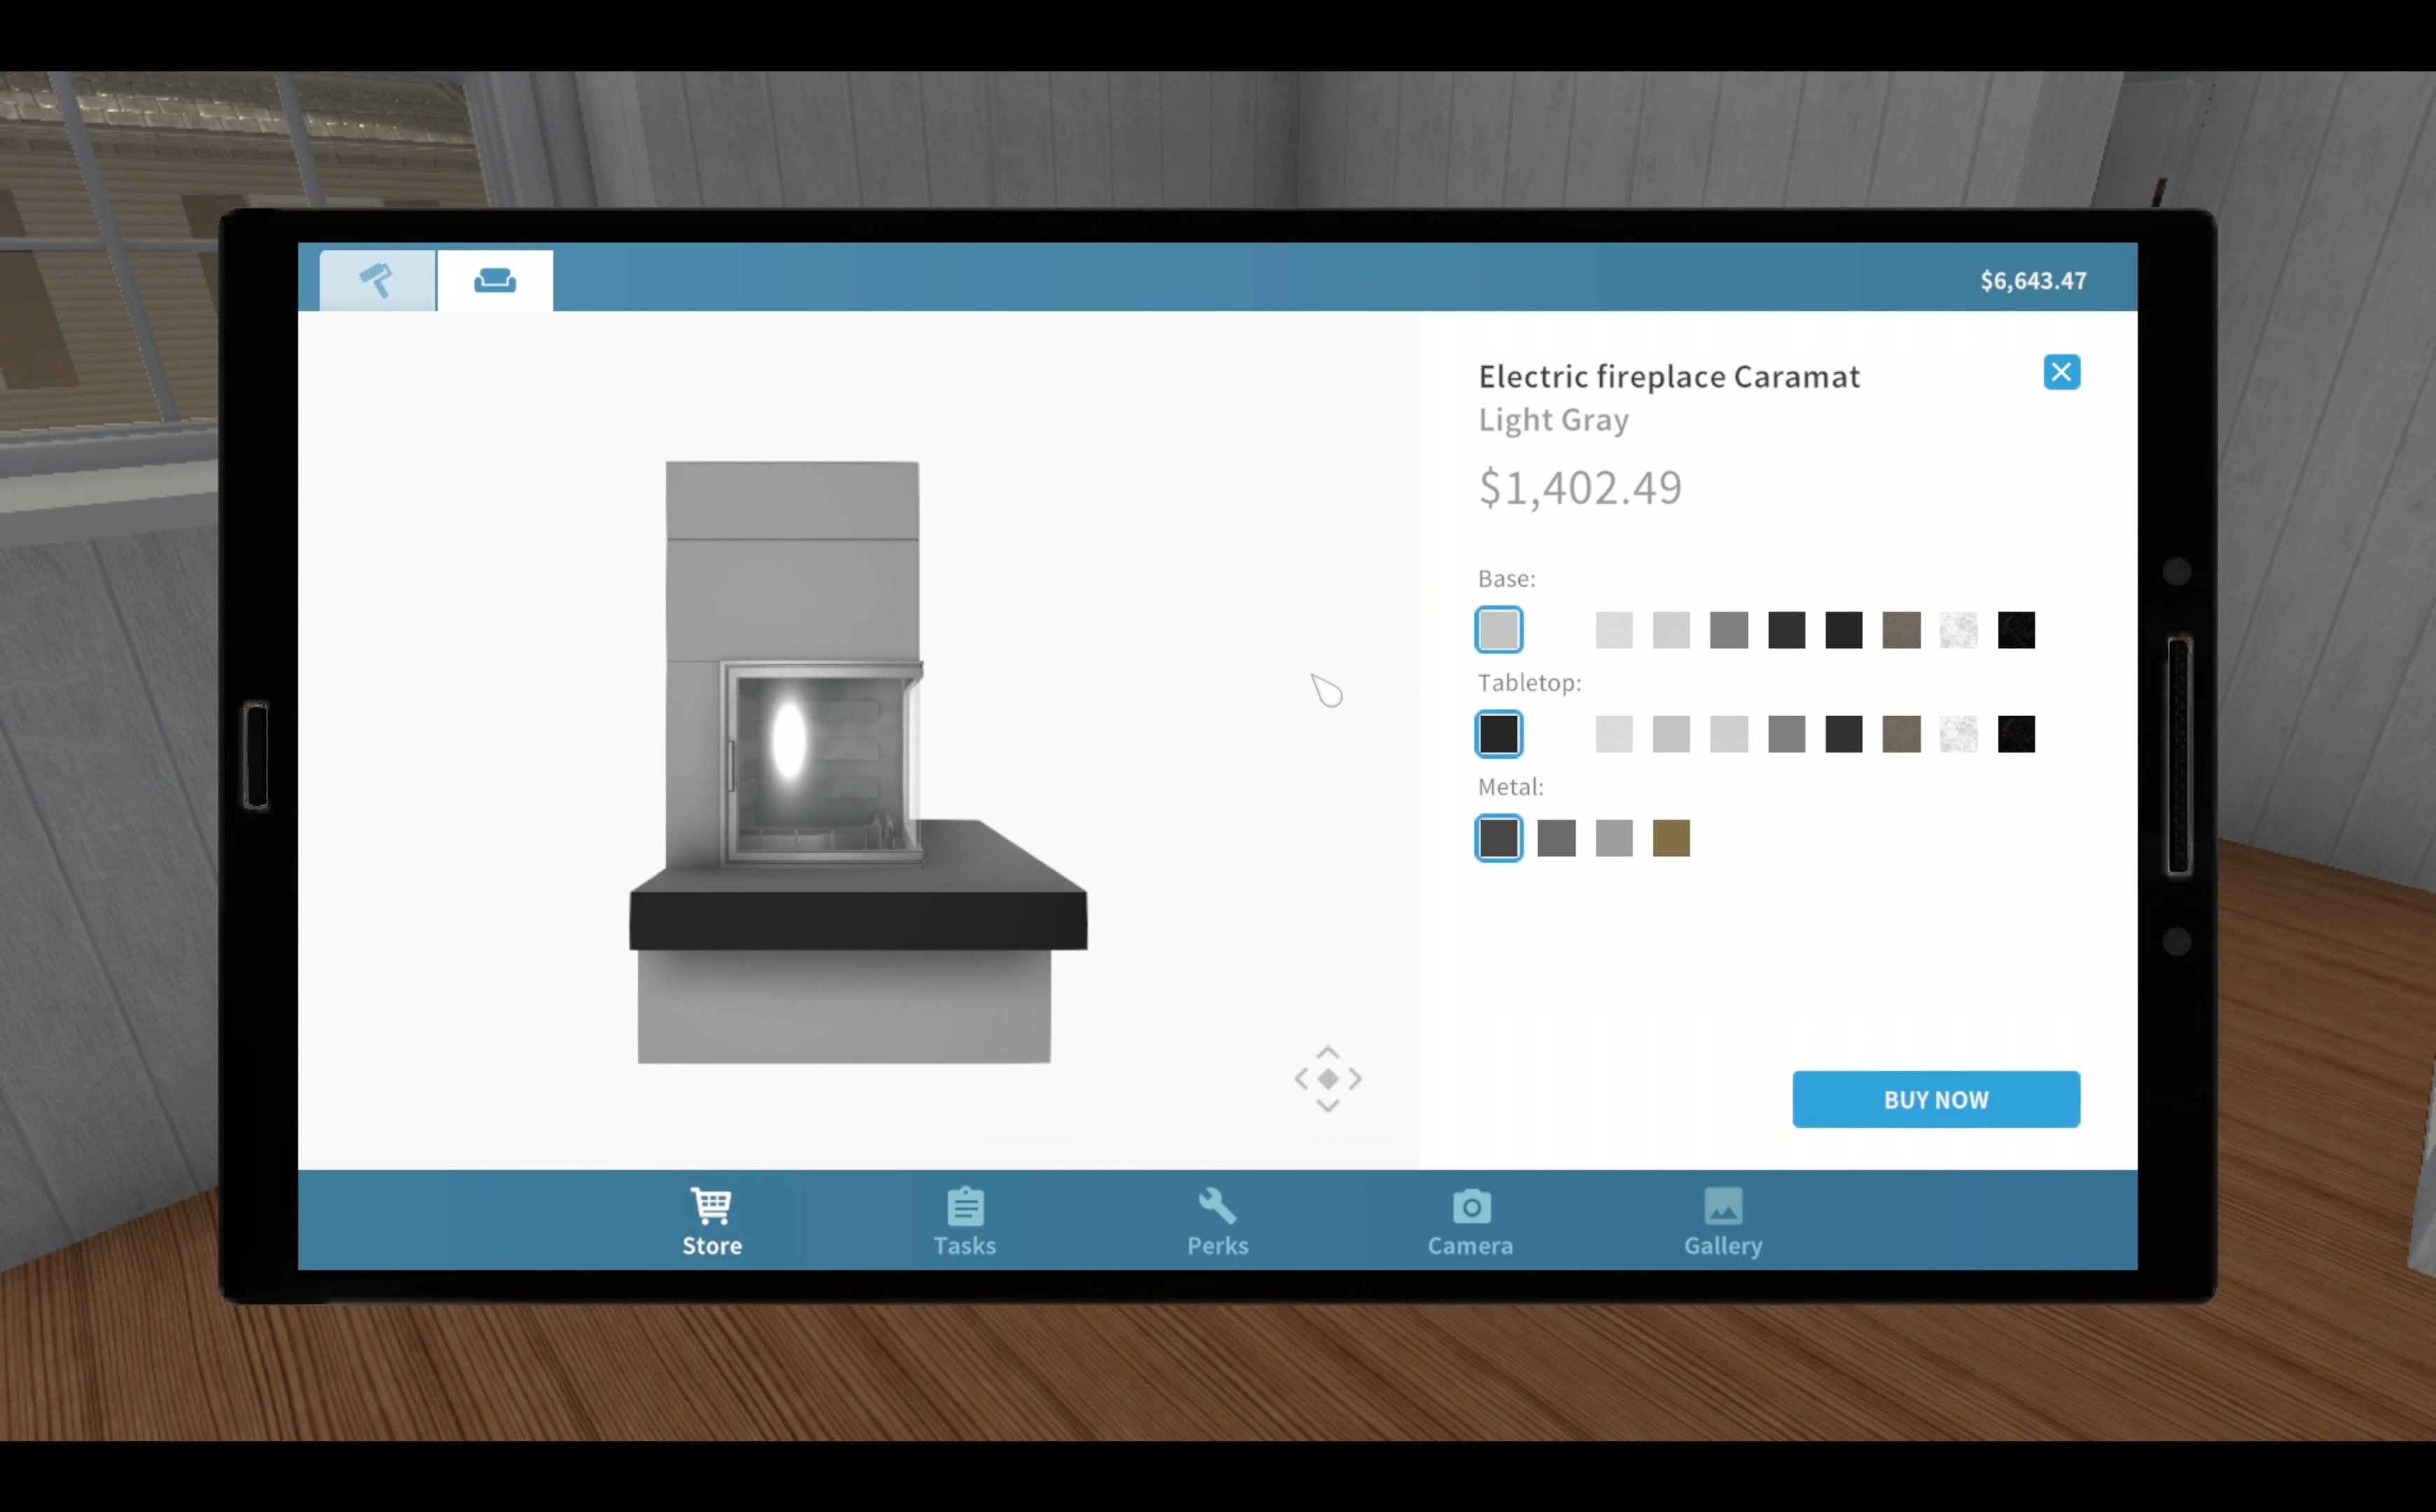 $6,643.47
Electric fireplace Caramat
Light Gray
$1,402.49
Base:
Tabletop:
Metal:
BUY NOW
Store
Tasks
Perks
Camera
Gallery